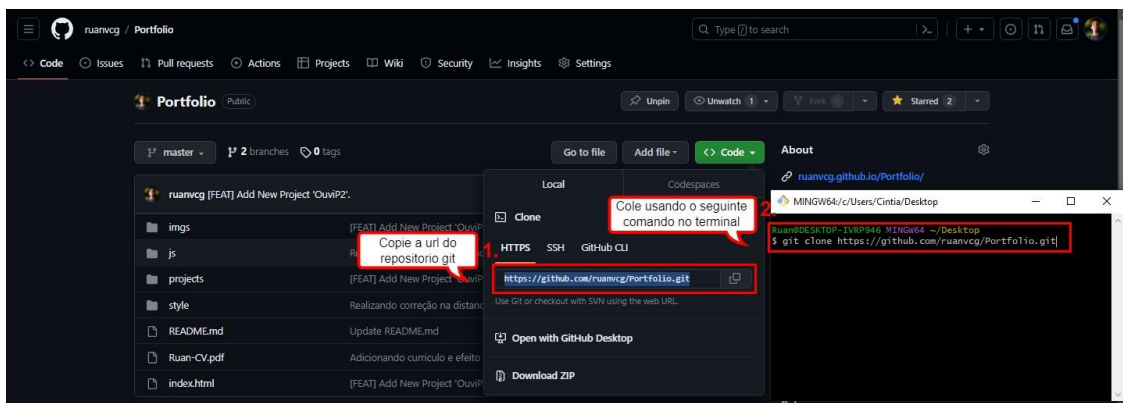 ruanvcg / Portfolio
Type / to search
<> Code Issues Pull requests Actions Projects Wiki Security Insights Settings
Portfolio Public
Unpin Unwatch 1 Fork 0 Starred 2
master 2 branches 0 tags
Go to file Add file Code
About
ruanvcg.github.io/Portfolio/
ruanvcg [FEAT] Add New Project 'OuviP2'.
imgs [FEAT] Add New Project 'OuviP
js
projects [FEAT] Add New Project 'OuviP
style Realizando correção na distanc
README.md Update README.md
Ruan-CV.pdf Adicionando curriculo e efeito
index.html [FEAT] Add New Project 'OuviP
Copie a url do
repositorio git
1.
Local Codespaces
Clone
HTTPS SSH GitHub CLI
https://github.com/ruanvcg/Portfolio.git
Use Git or checkout with SVN using the web URL.
Open with GitHub Desktop
Download ZIP
Cole usando o seguinte
comando no terminal
2.
MINGW64:/c/Users/Cintia/Desktop
Ruan@DESKTOP-IVRP946 MINGW64 ~/Desktop
$ git clone https://github.com/ruanvcg/Portfolio.git